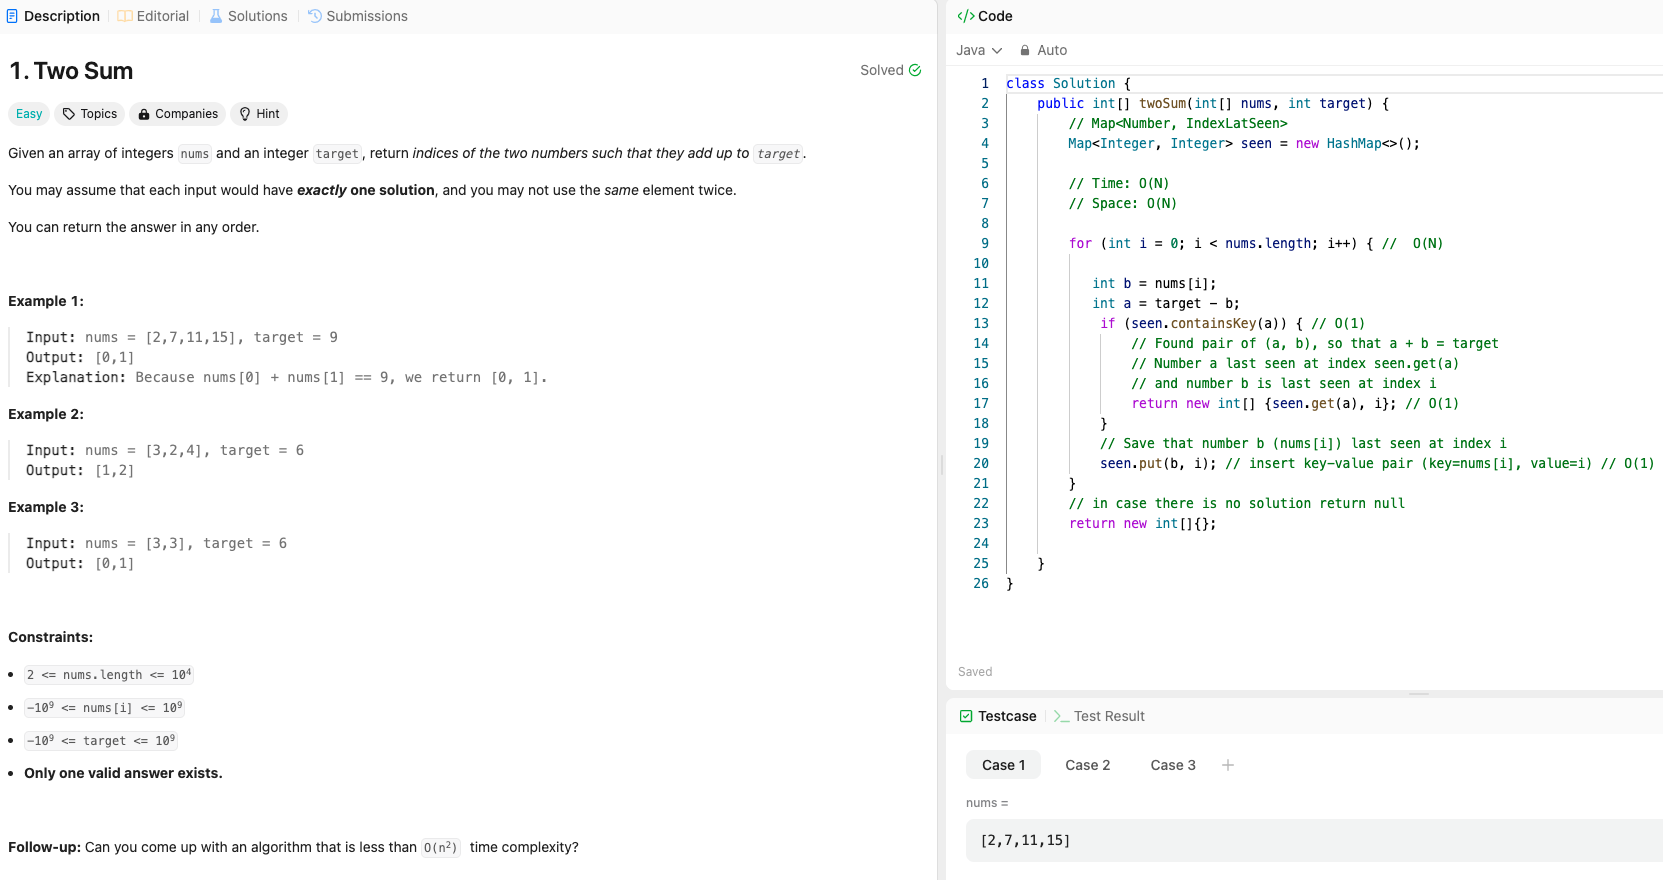 Description
Editorial
Solutions
Submissions
1. Two Sum
Solved
Easy
Topics
Companies
Hint
Given an array of integers nums and an integer target, return indices of the two numbers such that they add up to target.
You may assume that each input would have exactly one solution, and you may not use the same element twice.
You can return the answer in any order.
Example 1:
Input: nums = [2,7,11,15], target = 9
Output: [0,1]
Explanation: Because nums[0] + nums[1] == 9, we return [0, 1].
Example 2:
Input: nums = [3,2,4], target = 6
Output: [1,2]
Example 3:
Input: nums = [3,3], target = 6
Output: [0,1]
Constraints:
• 2 <= nums.length <= 10⁴
• -10⁹ <= nums[i] <= 10⁹
• -10⁹ <= target <= 10⁹
• Only one valid answer exists.
Follow-up: Can you come up with an algorithm that is less than O(n²) time complexity?
</> Code
Java
Auto
1 class Solution {
2     public int[] twoSum(int[] nums, int target) {
3         // Map<Number, IndexLatSeen>
4         Map<Integer, Integer> seen = new HashMap<>();
5
6         // Time: O(N)
7         // Space: O(N)
8
9         for (int i = 0; i < nums.length; i++) { //  O(N)
10
11            int b = nums[i];
12            int a = target - b;
13             if (seen.containsKey(a)) { // O(1)
14                 // Found pair of (a, b), so that a + b = target
15                 // Number a last seen at index seen.get(a)
16                 // and number b is last seen at index i
17                 return new int[] {seen.get(a), i}; // O(1)
18             }
19             // Save that number b (nums[i]) last seen at index i
20             seen.put(b, i); // insert key-value pair (key=nums[i], value=i) // O(1)
21         }
22         // in case there is no solution return null
23         return new int[]{};
24
25     }
26 }
Saved
Testcase
Test Result
Case 1
Case 2
Case 3
+
nums =
[2,7,11,15]